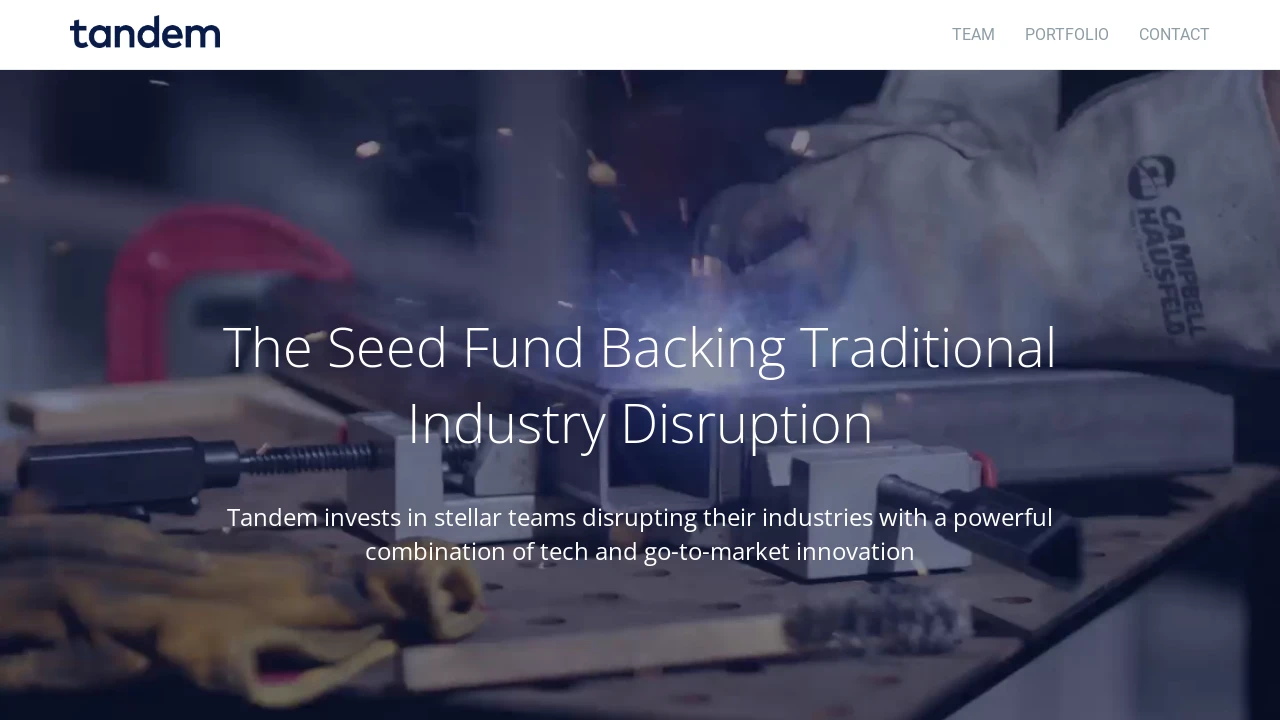 tandem
TEAM PORTFOLIO CONTACT
CAMPBELL
HAUSFELD
The Seed Fund Backing Traditional
Industry Disruption
Tandem invests in stellar teams disrupting their industries with a powerful
combination of tech and go-to-market innovation